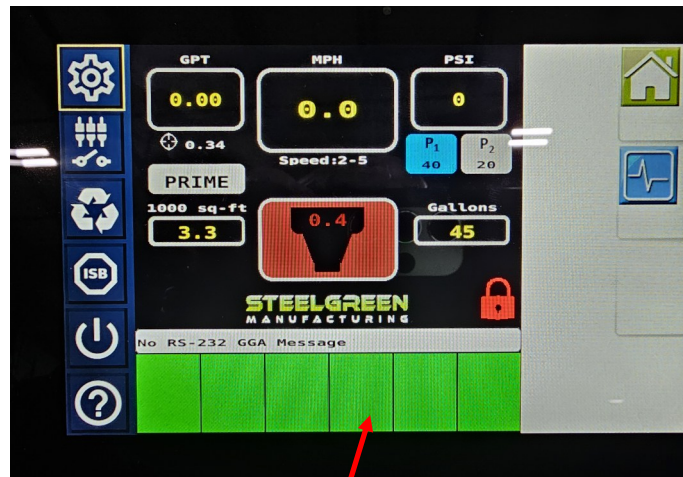 GPT MPH PSI
0.00 0.0 0
0.34
Speed:2-5
P1 40
P2 20
PRIME
1000 sq-ft
3.3
0.4
Gallons
45
ISB
STEELGREEN
MANUFACTURING
No RS-232 GGA Message
?